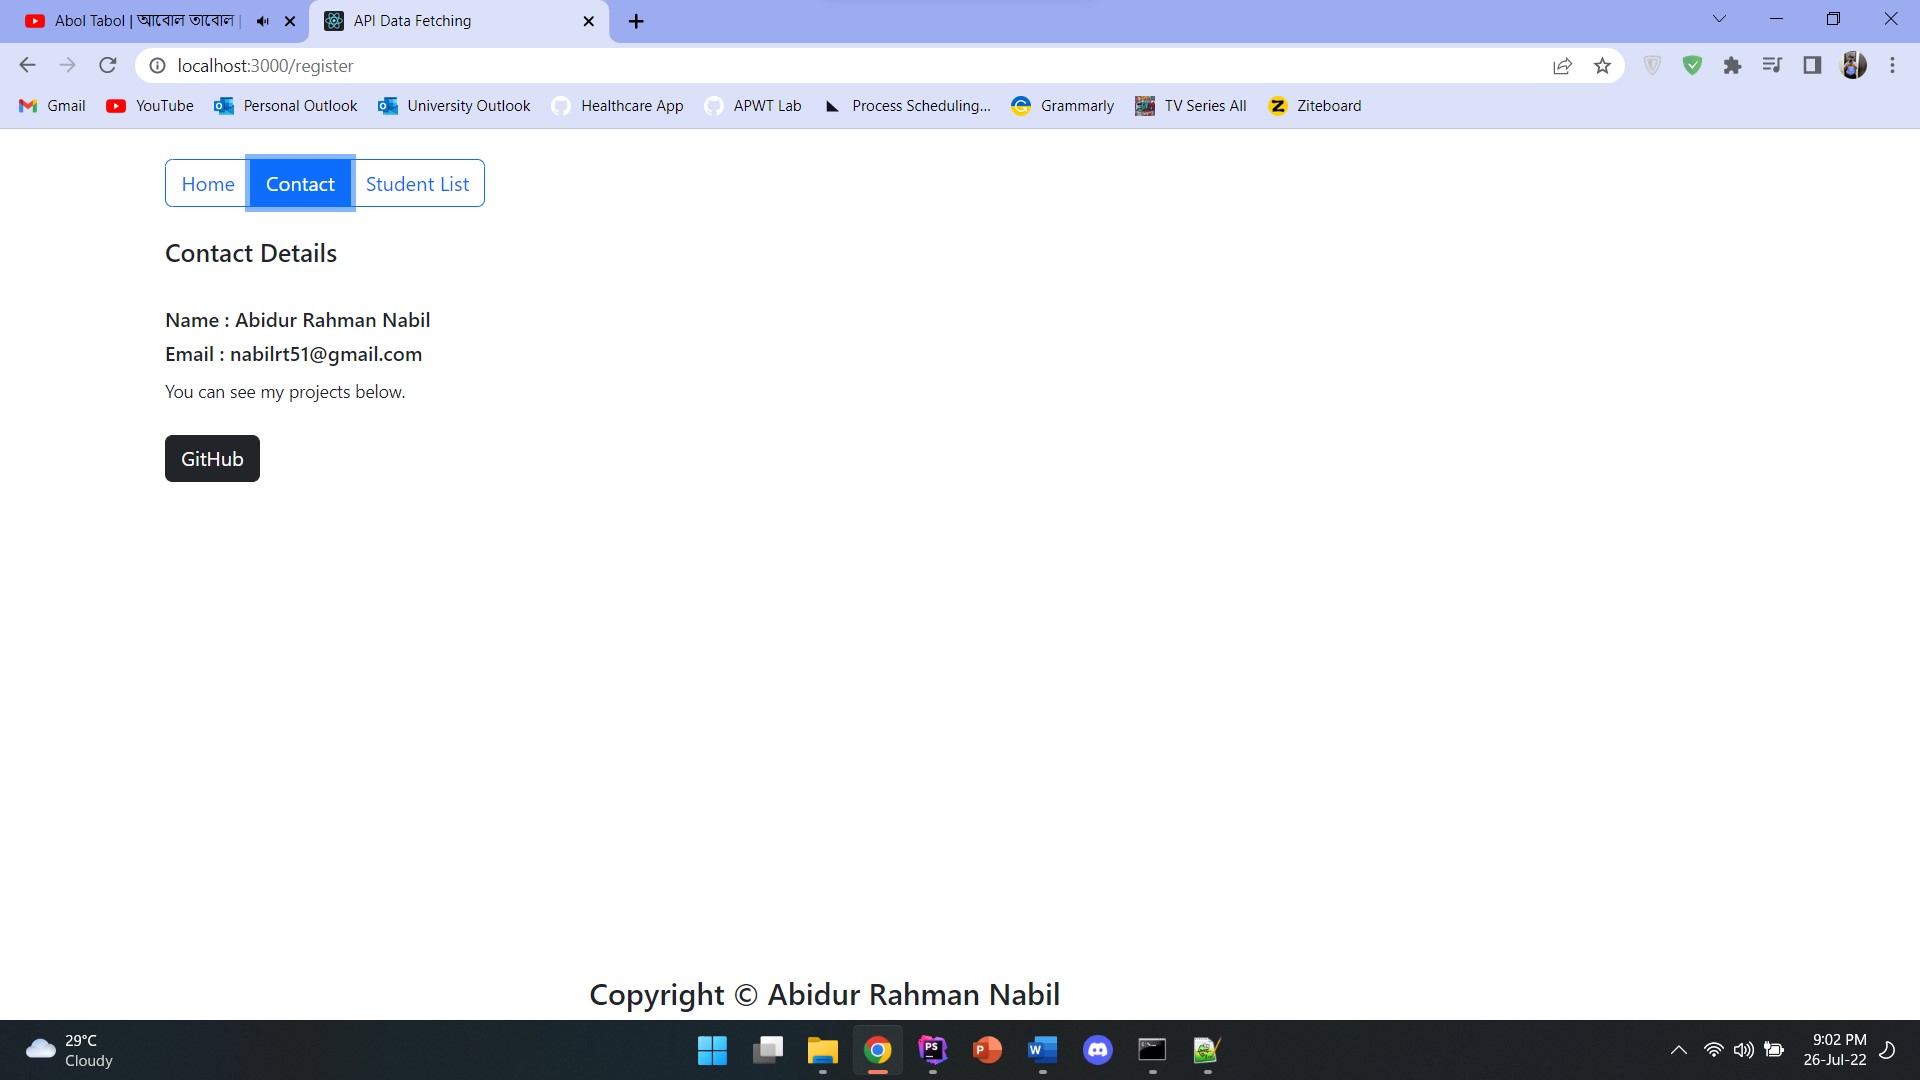 Abol Tabol | আবোল তাবোল |
API Data Fetching
localhost:3000/register
Gmail
YouTube
Personal Outlook
University Outlook
Healthcare App
APWT Lab
Process Scheduling...
Grammarly
TV Series All
Ziteboard
Home
Contact
Student List
Contact Details
Name : Abidur Rahman Nabil
Email : nabilrt51@gmail.com
You can see my projects below.
GitHub
Copyright © Abidur Rahman Nabil
29°C
Cloudy
9:02 PM
26-Jul-22